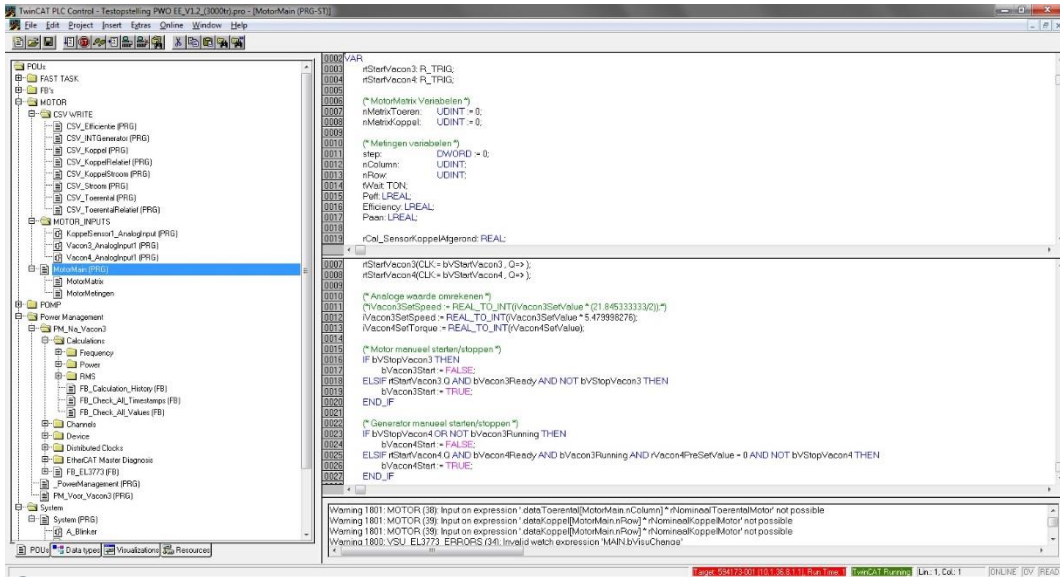 TwinCAT PLC Control - Testopstelling PWO EE_V1.2_(3000tr).pro - [MotorMain (PRG-ST)]
File Edit Project Insert Extras Online Window Help
POUs
FAST TASK
FB's
MOTOR
CSV WRITE
CSV_Efficientie (PRG)
CSV_INTGenerator (PRG)
CSV_Koppel (PRG)
CSV_KoppelRelatief (PRG)
CSV_KoppelStroom (PRG)
CSV_Stroom (PRG)
CSV_Toerental (PRG)
CSV_ToerentalRelatief (PRG)
MOTOR_INPUTS
KoppelSensor1_AnalogInput (PRG)
Vacon3_AnalogInput1 (PRG)
Vacon4_AnalogInput1 (PRG)
MotorMain (PRG)
MotorMatrix
MotorMetingen
POMP
Power Management
PM_Na_Vacon3
Calculations
Frequency
Power
RMS
FB_Calculation_History (FB)
FB_Check_All_Timestamps (FB)
FB_Check_All_Values (FB)
Channels
Device
Distributed Clocks
EtherCAT Master Diagnosis
FB_EL3773 (FB)
_PowerManagement (PRG)
PM_Voor_Vacon3 (PRG)
System
System (PRG)
A_Blinker
POUs Data types Visualizations Resources
0002 VAR
0003 rtStartVacon3: R_TRIG;
0004 rtStartVacon4: R_TRIG;
0005
0006 (* MotorMatrix Variabelen *)
0007 nMatrixToeren: UDINT := 0;
0008 nMatrixKoppel: UDINT := 0;
0009
0010 (* Metingen variabelen *)
0011 step: DWORD := 0;
0012 nColumn: UDINT;
0013 nRow: UDINT;
0014 tWait: TON;
0015 Peff: LREAL;
0016 Efficiency: LREAL;
0017 Paan: LREAL;
0018
0019 rCal_SensorKoppelAfgerond: REAL;
0007 rtStartVacon3(CLK:= bVStartVacon3 , Q=> );
0008 rtStartVacon4(CLK:= bVStartVacon4 , Q=> );
0009
0010 (* Analoge waarde omrekenen *)
0011 (*iVacon3SetSpeed := REAL_TO_INT(iVacon3SetValue * (21.845333333/2));*)
0012 iVacon3SetSpeed := REAL_TO_INT(iVacon3SetValue * 5.479998276);
0013 iVacon4SetTorque := REAL_TO_INT(rVacon4SetValue);
0014
0015 (* Motor manueel starten/stoppen *)
0016 IF bVStopVacon3 THEN
0017 bVacon3Start := FALSE;
0018 ELSIF rtStartVacon3.Q AND bVacon3Ready AND NOT bVStopVacon3 THEN
0019 bVacon3Start := TRUE;
0020 END_IF
0021
0022 (* Generator manueel starten/stoppen *)
0023 IF bVStopVacon4 OR NOT bVacon3Running THEN
0024 bVacon4Start := FALSE;
0025 ELSIF rtStartVacon4.Q AND bVacon4Ready AND bVacon3Running AND rVacon4PreSetValue = 0 AND NOT bVStopVacon4 THEN
0026 bVacon4Start := TRUE;
0027 END_IF
Warning 1801: MOTOR (38): Input on expression '.dataToerental[MotorMain.nColumn] * rNominaalToerentalMotor' not possible
Warning 1801: MOTOR (39): Input on expression '.dataKoppel[MotorMain.nRow] * rNominaalKoppelMotor' not possible
Warning 1801: MOTOR (39): Input on expression '.dataKoppel[MotorMain.nRow] * rNominaalKoppelMotor' not possible
Warning 1800: VSU_EL3773_ERRORS (34): Invalid watch expression 'MAIN.bVisuChange'
Target: 594173-001 (10.1.36.8.1.1), Run Time: 1 TwinCAT Running Lin.: 1, Col.: 1 ONLINE OV READ